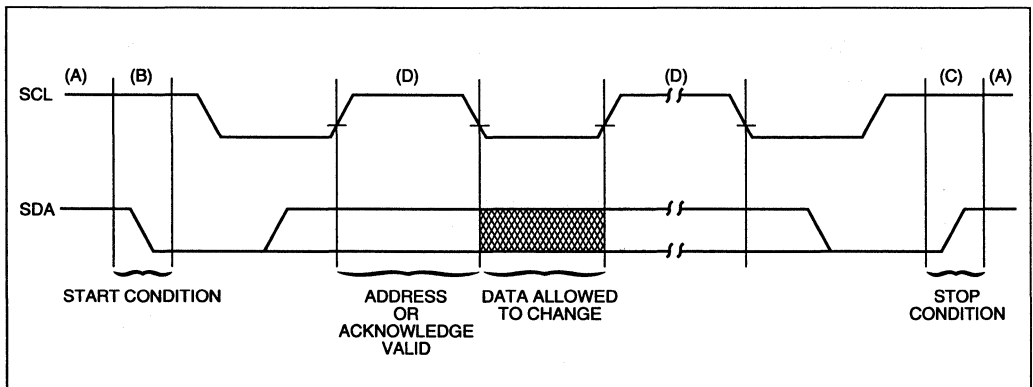 (A) (B) (D) (D) (C) (A)
SCL
SDA
START CONDITION
ADDRESS
OR
ACKNOWLEDGE
VALID
DATA ALLOWED
TO CHANGE
STOP
CONDITION